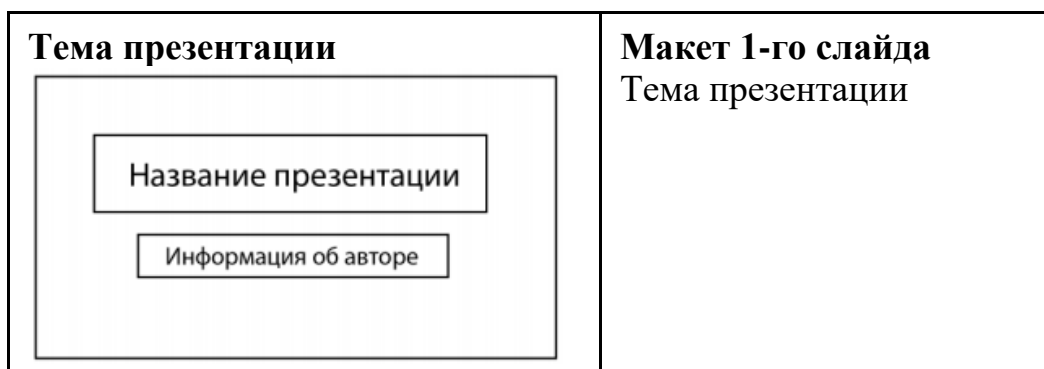 Тема презентации
Название презентации
Информация об авторе
Макет 1-го слайда
Тема презентации